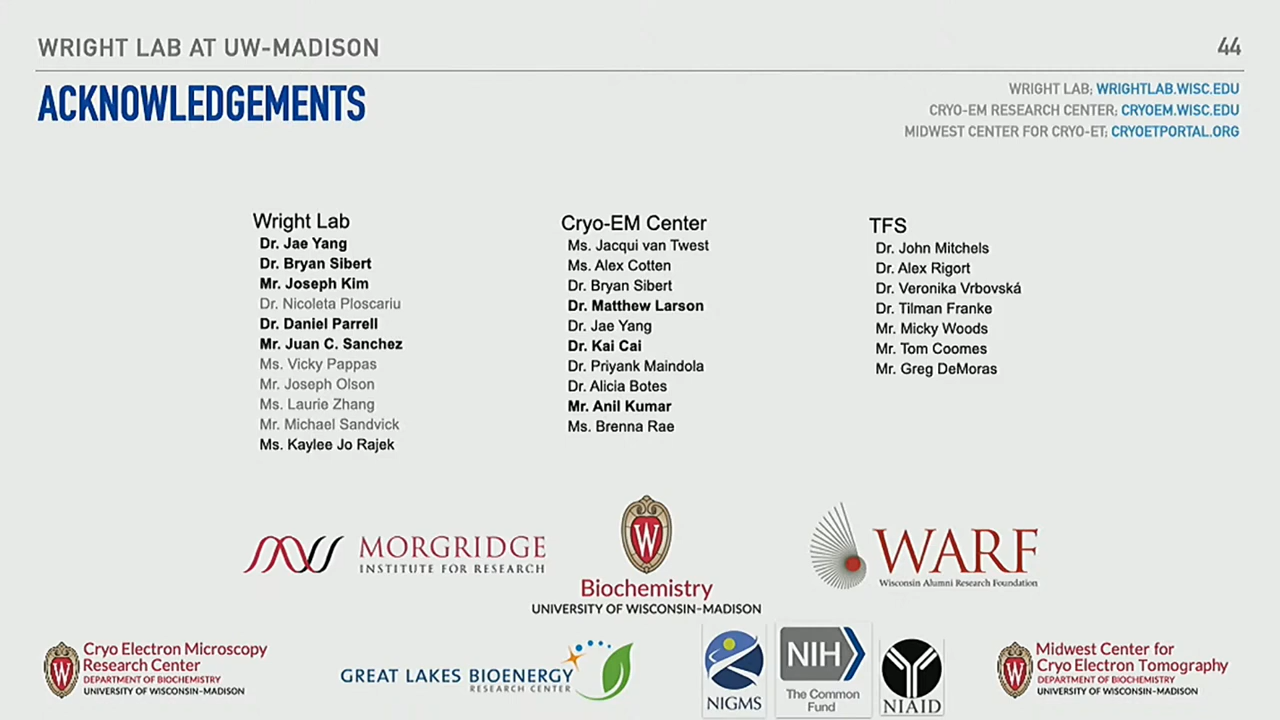 WRIGHT LAB AT UW-MADISON
44
ACKNOWLEDGEMENTS
WRIGHT LAB; WRIGHTLAB.WISC.EDU
CRYO-EM RESEARCH CENTER; CRYOEM.WISC.EDU
MIDWEST CENTER FOR CRYO-ET; CRYOETPORTAL.ORG
Wright Lab
Dr. Jae Yang
Dr. Bryan Sibert
Mr. Joseph Kim
Dr. Nicoleta Ploscariu
Dr. Daniel Parrell
Mr. Juan C. Sanchez
Ms. Vicky Pappas
Mr. Joseph Olson
Ms. Laurie Zhang
Mr. Michael Sandvick
Ms. Kaylee Jo Rajek
Cryo-EM Center
Ms. Jacqui van Twest
Ms. Alex Cotten
Dr. Bryan Sibert
Dr. Matthew Larson
Dr. Jae Yang
Dr. Kai Cai
Dr. Priyank Maindola
Dr. Alicia Botes
Mr. Anil Kumar
Ms. Brenna Rae
TFS
Dr. John Mitchels
Dr. Alex Rigort
Dr. Veronika Vrbovská
Dr. Tilman Franke
Mr. Micky Woods
Mr. Tom Coomes
Mr. Greg DeMoras
MORGRIDGE
INSTITUTE FOR RESEARCH
W
Biochemistry
UNIVERSITY OF WISCONSIN–MADISON
WARF
Wisconsin Alumni Research Foundation
W
Cryo Electron Microscopy
Research Center
DEPARTMENT OF BIOCHEMISTRY
UNIVERSITY OF WISCONSIN-MADISON
GREAT LAKES BIOENERGY
RESEARCH CENTER
NIGMS
NIH
The Common
Fund
NIAID
W
Midwest Center for
Cryo Electron Tomography
DEPARTMENT OF BIOCHEMISTRY
UNIVERSITY OF WISCONSIN-MADISON